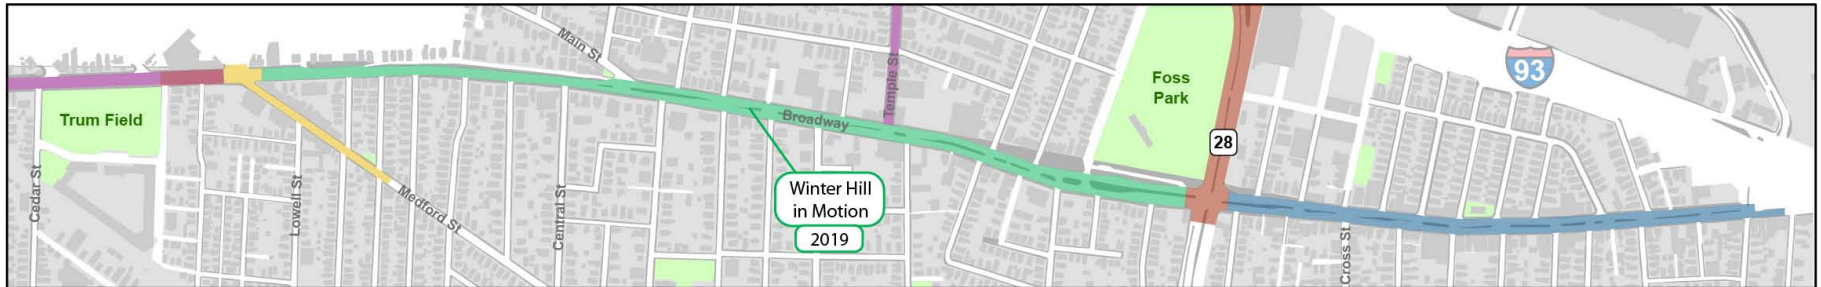 Main St
93
Foss
Park
Temple St
Trum Field
Broadway
28
Cedar St
Lowell St
Medford St
Central St
Winter Hill
in Motion
2019
Cross St